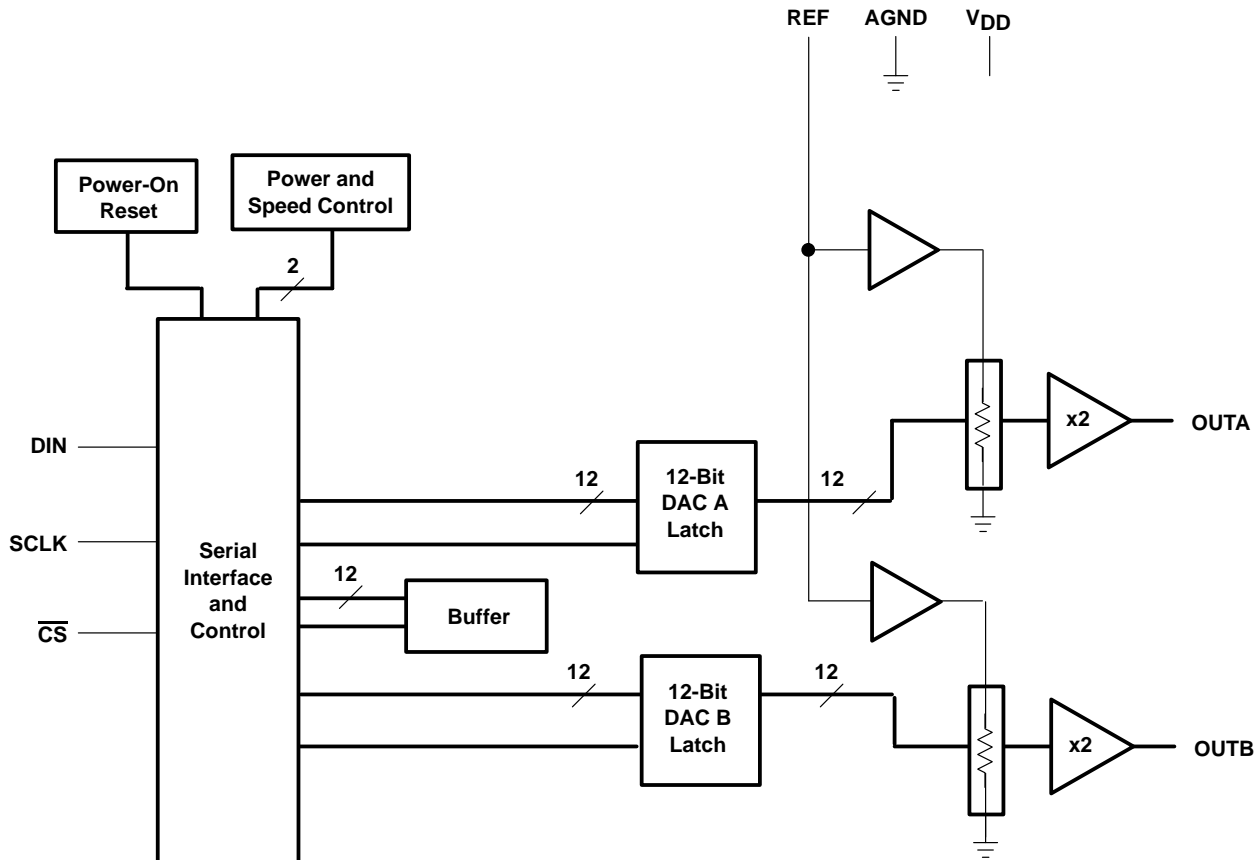 REF AGND VDD
Power-On
Reset
Power and
Speed Control
2
x2
OUTA
DIN
12
12-Bit
DAC A
Latch
12
SCLK
Serial
Interface
and
Control
12
Buffer
CS
12
12-Bit
DAC B
Latch
12
x2
OUTB